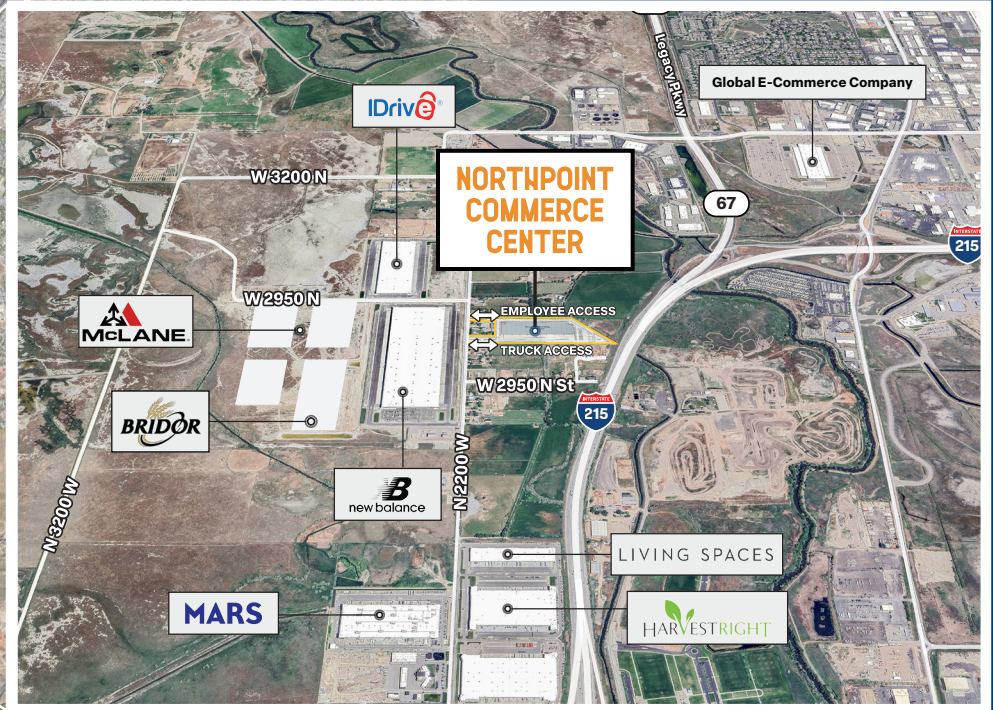 Legacy Pkwy
Global E-Commerce Company
IDrive®
W 3200 N
NORTHPOINT
COMMERCE
CENTER
67
INTERSTATE
215
W 2950 N
EMPLOYEE ACCESS
McLANE
TRUCK ACCESS
W 2950 N St
INTERSTATE
215
BRIDOR
N 2200 W
new balance
N 3200 W
LIVING SPACES
MARS
HARVESTRIGHT